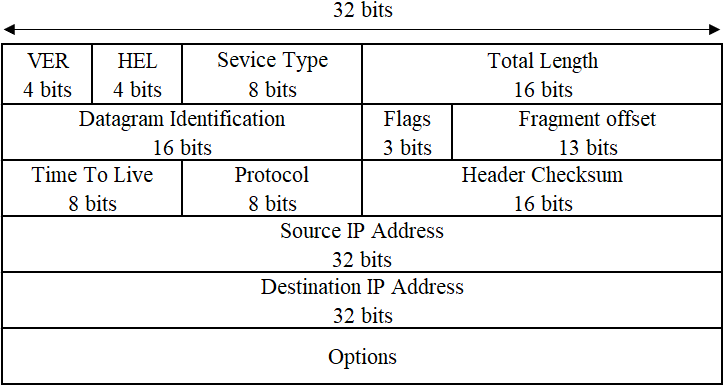 32 bits
VER HEL Sevice Type Total Length
4 bits 4 bits 8 bits 16 bits
Datagram Identification Flags Fragment offset
16 bits 3 bits 13 bits
Time To Live Protocol Header Checksum
8 bits 8 bits 16 bits
Source IP Address
32 bits
Destination IP Address
32 bits
Options